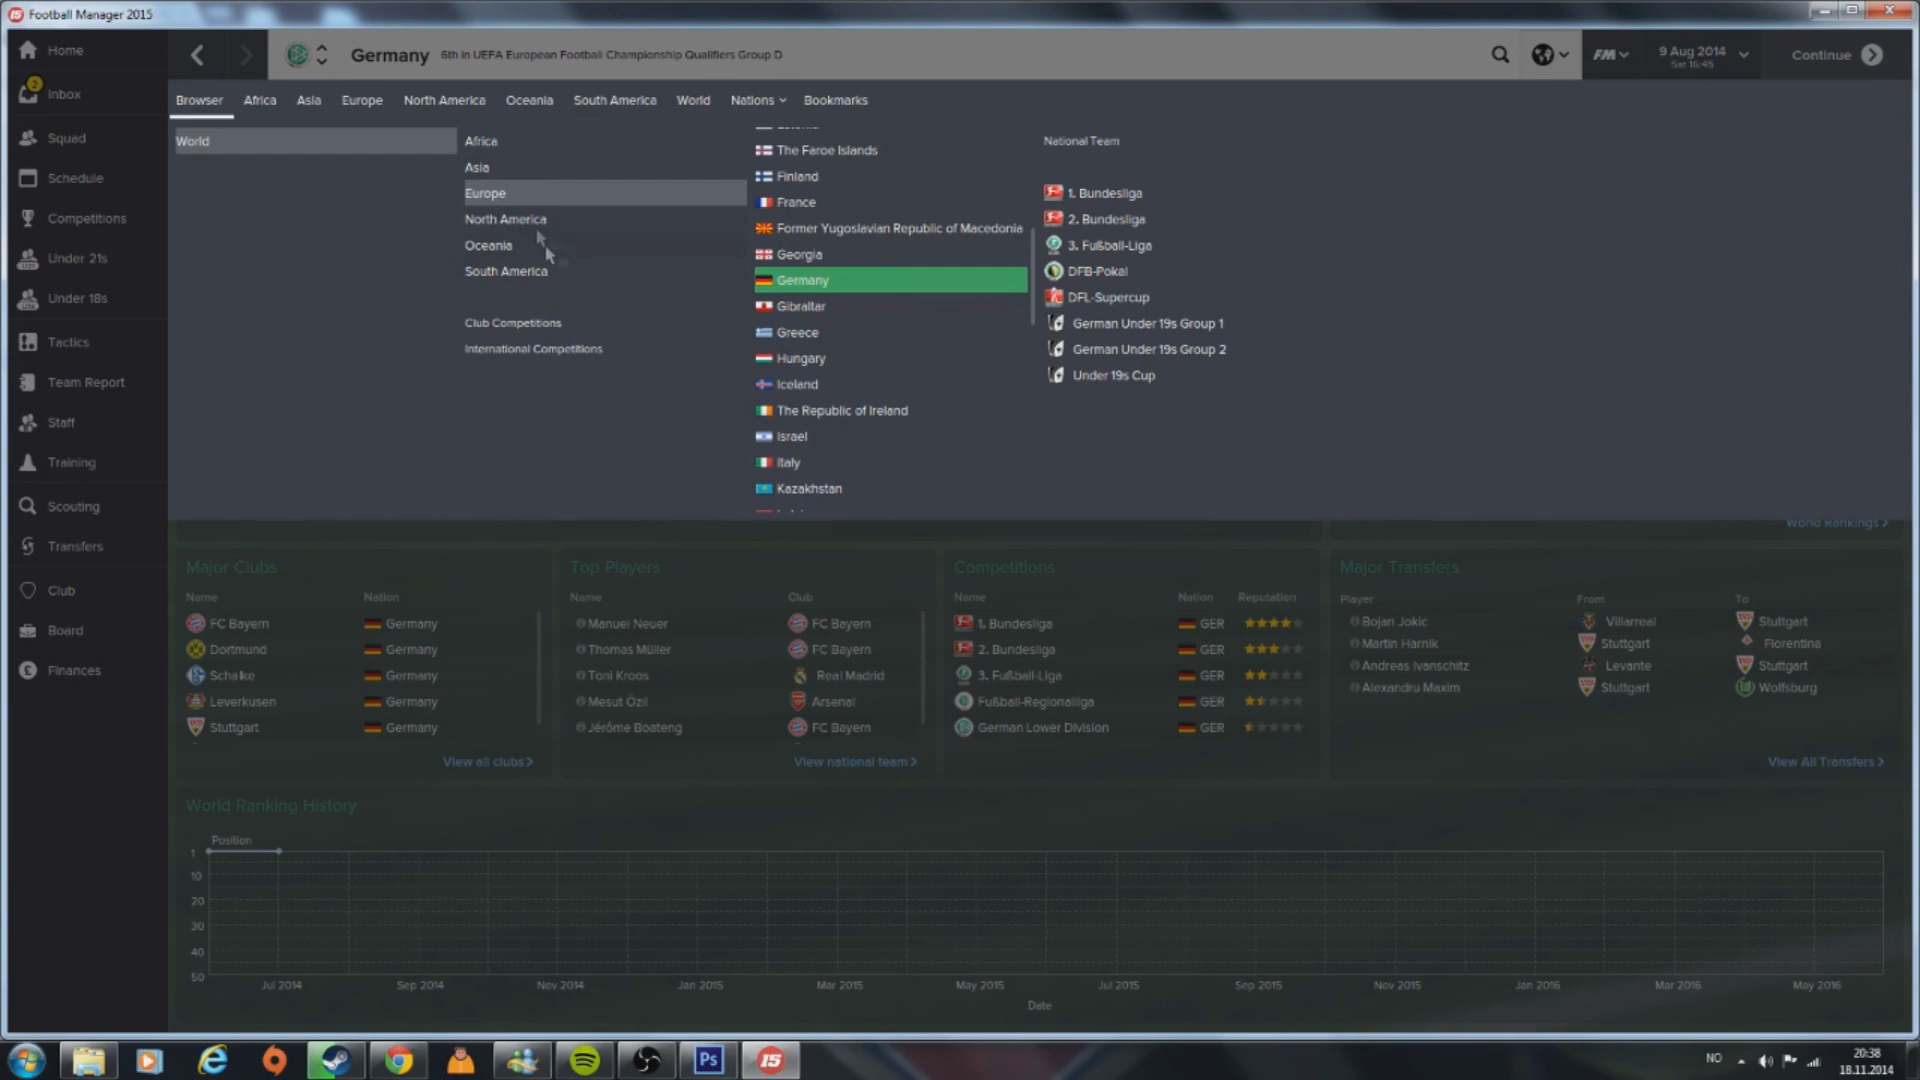 Football Manager 2015
Home
2
Inbox
Squad
Schedule
Competitions
Under 21s
Under 18s
Tactics
Team Report
Staff
Training
Scouting
Transfers
Club
Board
Finances
Germany 6th in UEFA European Football Championship Qualifiers Group D
FM
9 Aug 2014
Sat 16:45
Continue
Browser Africa Asia Europe North America Oceania South America World Nations Bookmarks
World
Africa
Asia
Europe
North America
Oceania
South America
Club Competitions
International Competitions
Estonia
The Faroe Islands
Finland
France
Former Yugoslavian Republic of Macedonia
Georgia
Germany
Gibraltar
Greece
Hungary
Iceland
The Republic of Ireland
Israel
Italy
Kazakhstan
National Team
1. Bundesliga
2. Bundesliga
3. Fußball-Liga
DFB-Pokal
DFL-Supercup
German Under 19s Group 1
German Under 19s Group 2
Under 19s Cup
World Rankings >
Major Clubs
Name Nation
FC Bayern Germany
Dortmund Germany
Schalke Germany
Leverkusen Germany
Stuttgart Germany
View all clubs >
Top Players
Name Club
Manuel Neuer FC Bayern
Thomas Müller FC Bayern
Toni Kroos Real Madrid
Mesut Özil Arsenal
Jérôme Boateng FC Bayern
View national team >
Competitions
Name Nation Reputation
1. Bundesliga GER
2. Bundesliga GER
3. Fußball-Liga GER
Fußball-Regionalliga GER
German Lower Division GER
Major Transfers
Player From To
Bojan Jokic Villarreal Stuttgart
Martin Harnik Stuttgart Fiorentina
Andreas Ivanschitz Levante Stuttgart
Alexandru Maxim Stuttgart Wolfsburg
View All Transfers >
World Ranking History
Position
1
10
20
30
40
50
Jul 2014 Sep 2014 Nov 2014 Jan 2015 Mar 2015 May 2015 Jul 2015 Sep 2015 Nov 2015 Jan 2016 Mar 2016 May 2016
Date
Ps
15
NO
20:38
18.11.2014